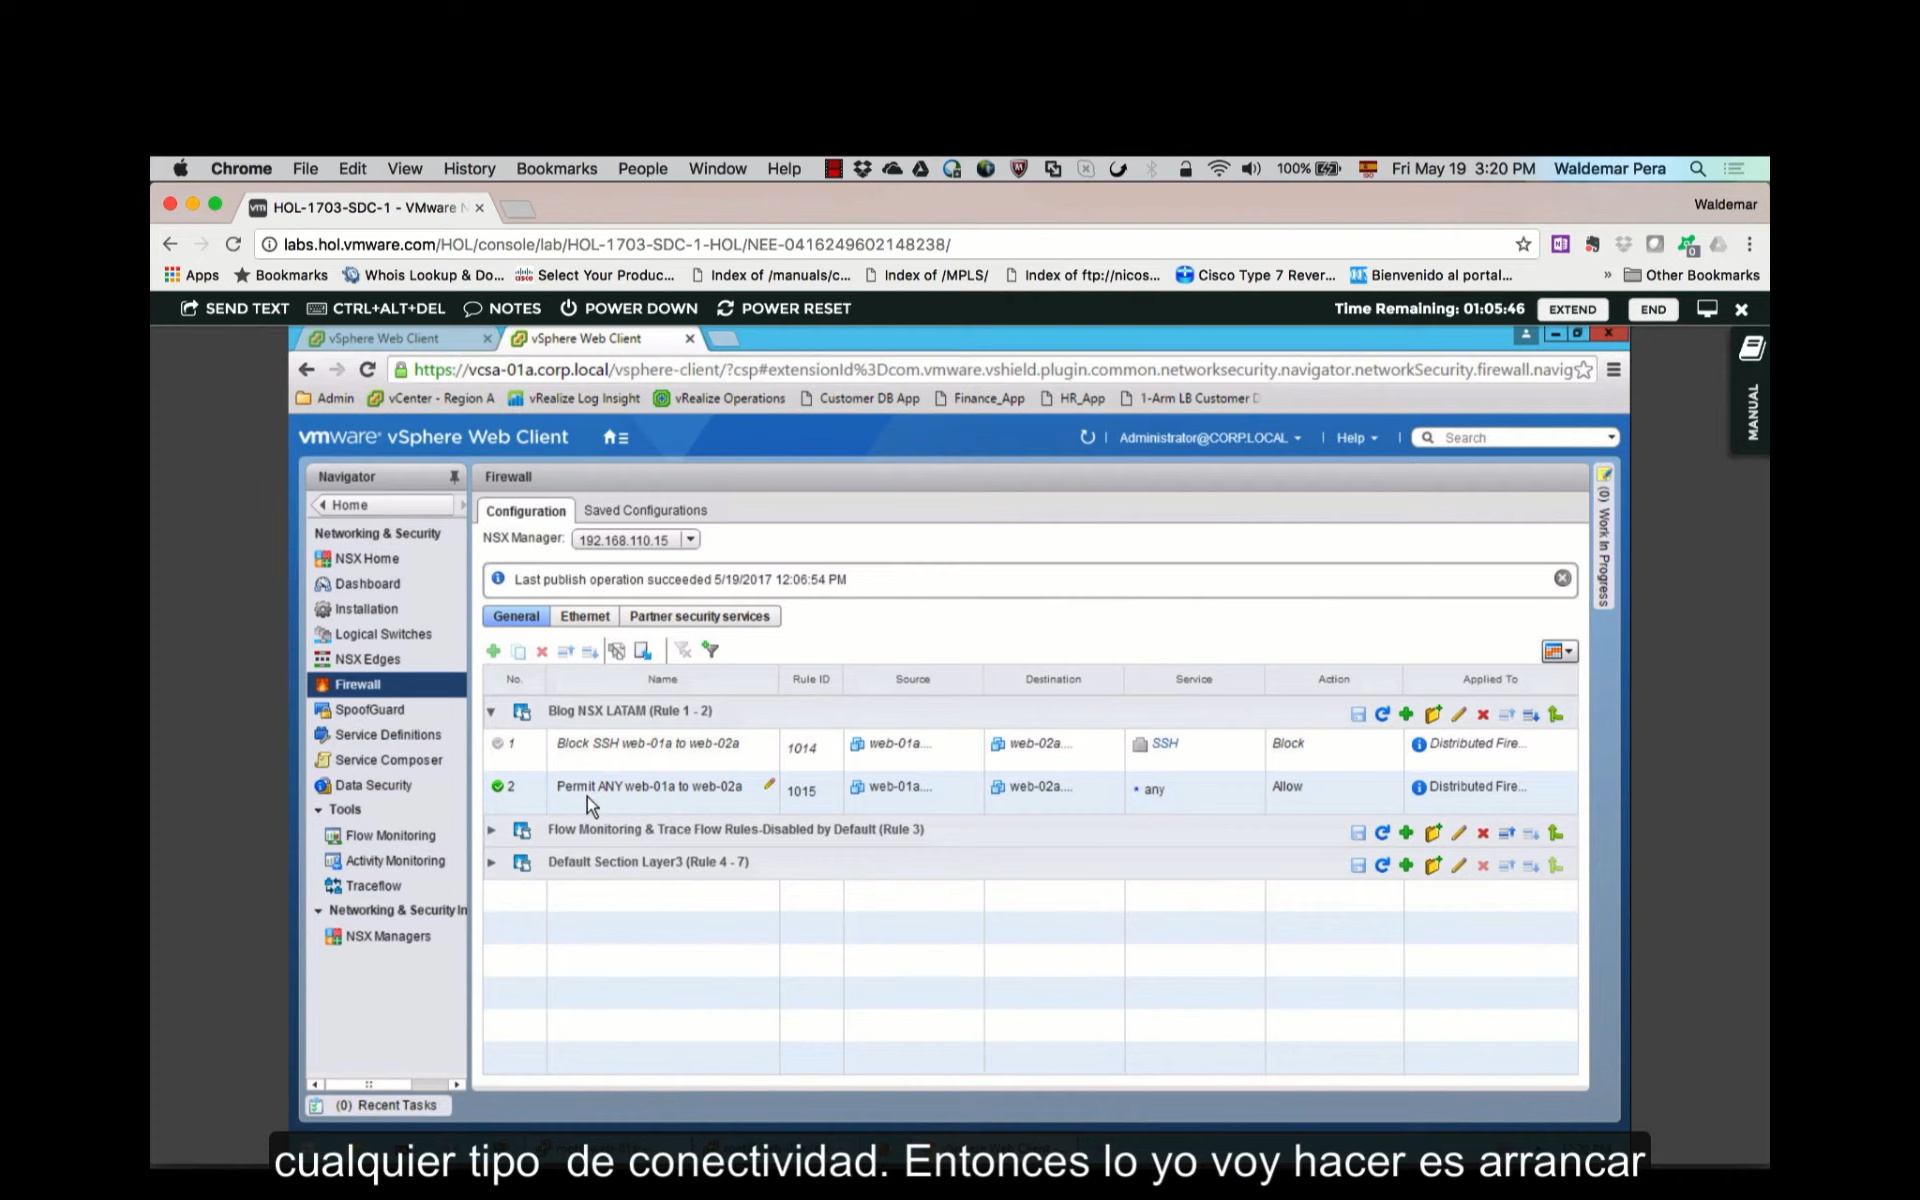 Chrome File Edit View History Bookmarks People Window Help 100% Fri May 19 3:20 PM Waldemar Pera
HOL-1703-SDC-1 - VMware N Waldemar
labs.hol.vmware.com/HOL/console/lab/HOL-1703-SDC-1-HOL/NEE-0416249602148238/
Apps Bookmarks Whois Lookup & Do... Select Your Produc... Index of /manuals/c... Index of /MPLS/ Index of ftp://nicos... Cisco Type 7 Rever... Bienvenido al portal... » Other Bookmarks
SEND TEXT CTRL+ALT+DEL NOTES POWER DOWN POWER RESET Time Remaining: 01:05:46 EXTEND END
MANUAL
vSphere Web Client vSphere Web Client
https://vcsa-01a.corp.local/vsphere-client/?csp#extensionId%3Dcom.vmware.vshield.plugin.common.networksecurity.navigator.networkSecurity.firewall.navig
Admin vCenter - Region A vRealize Log Insight vRealize Operations Customer DB App Finance_App HR_App 1-Arm LB Customer D
vmware® vSphere Web Client Administrator@CORP.LOCAL Help Search
Navigator
Home
Networking & Security
NSX Home
Dashboard
Installation
Logical Switches
NSX Edges
Firewall
SpoofGuard
Service Definitions
Service Composer
Data Security
Tools
Flow Monitoring
Activity Monitoring
Traceflow
Networking & Security In
NSX Managers
Firewall
Configuration Saved Configurations
NSX Manager: 192.168.110.15
Last publish operation succeeded 5/19/2017 12:06:54 PM
General Ethernet Partner security services
No. Name Rule ID Source Destination Service Action Applied To
Blog NSX LATAM (Rule 1 - 2)
1 Block SSH web-01a to web-02a 1014 web-01a.... web-02a.... SSH Block Distributed Fire...
2 Permit ANY web-01a to web-02a 1015 web-01a.... web-02a.... any Allow Distributed Fire...
Flow Monitoring & Trace Flow Rules-Disabled by Default (Rule 3)
Default Section Layer3 (Rule 4 - 7)
(0) Work In Progress
(0) Recent Tasks
cualquier tipo de conectividad. Entonces lo yo voy hacer es arrancar